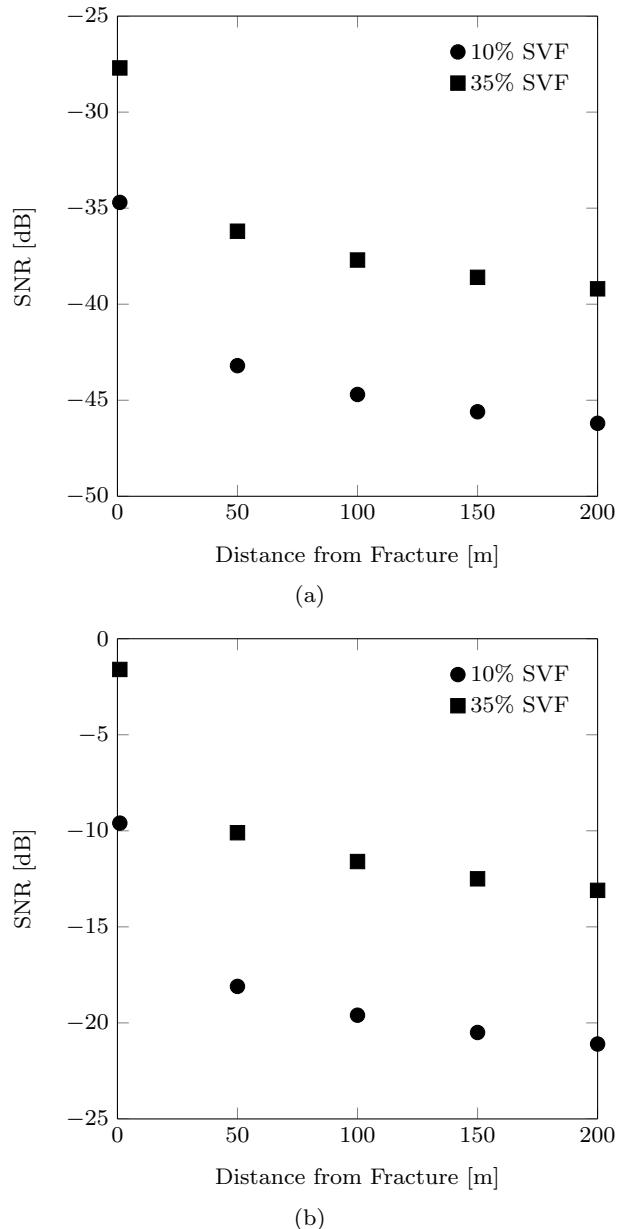 −25
−30
−35
−40
−45
−50
SNR [dB]
10% SVF
35% SVF
0 50 100 150 200
Distance from Fracture [m]
(a)
0
−5
−10
−15
−20
−25
SNR [dB]
10% SVF
35% SVF
0 50 100 150 200
Distance from Fracture [m]
(b)